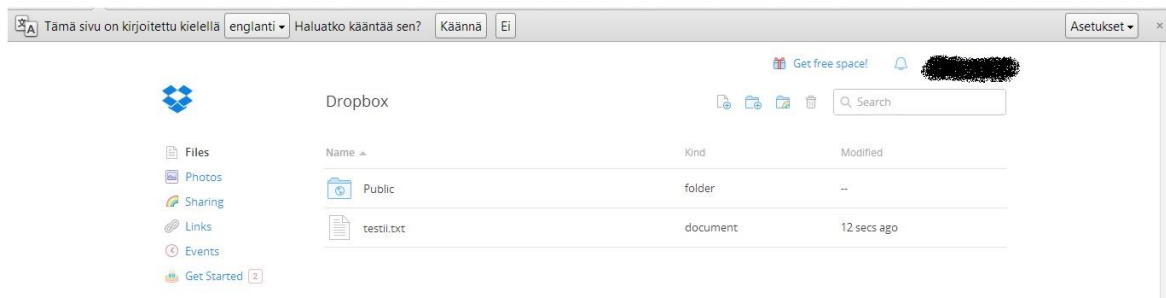 Tämä sivu on kirjoitettu kielellä englanti Haluatko kääntää sen? Käännä Ei Asetukset ×
Get free space!
Dropbox Search
Files Name Kind Modified
Photos
Public folder --
Sharing
Links testii.txt document 12 secs ago
Events
Get Started 2